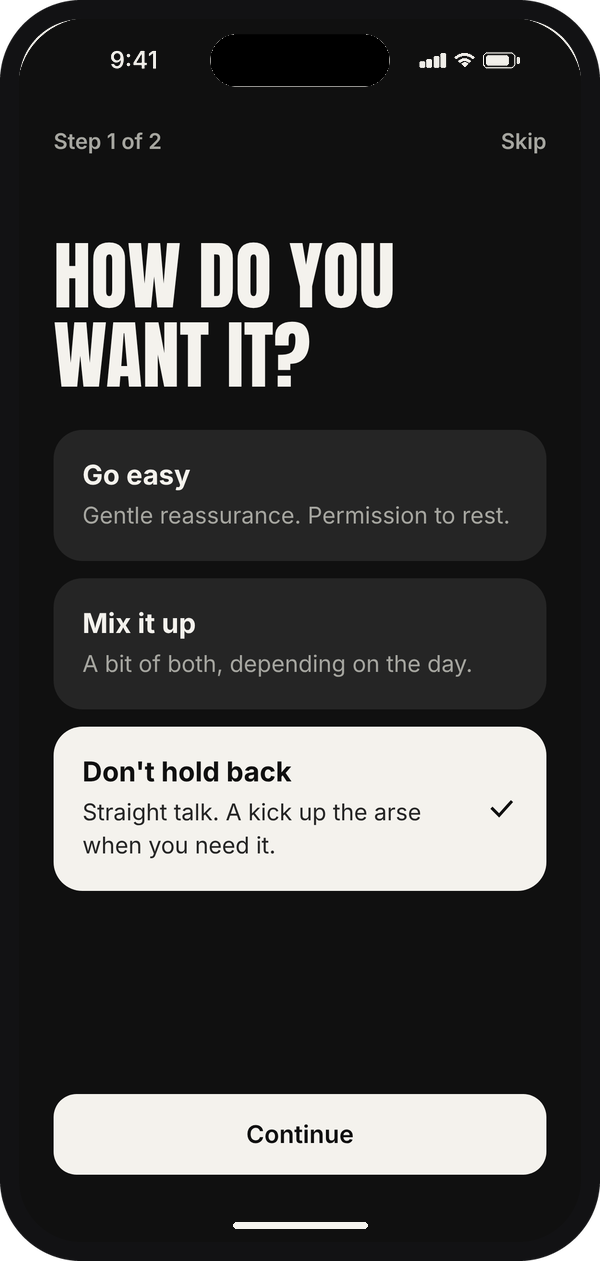 9:41
Step 1 of 2
Skip
HOW DO YOU
WANT IT?
Go easy
Gentle reassurance. Permission to rest.
Mix it up
A bit of both, depending on the day.
Don't hold back
Straight talk. A kick up the arse
when you need it.
Continue